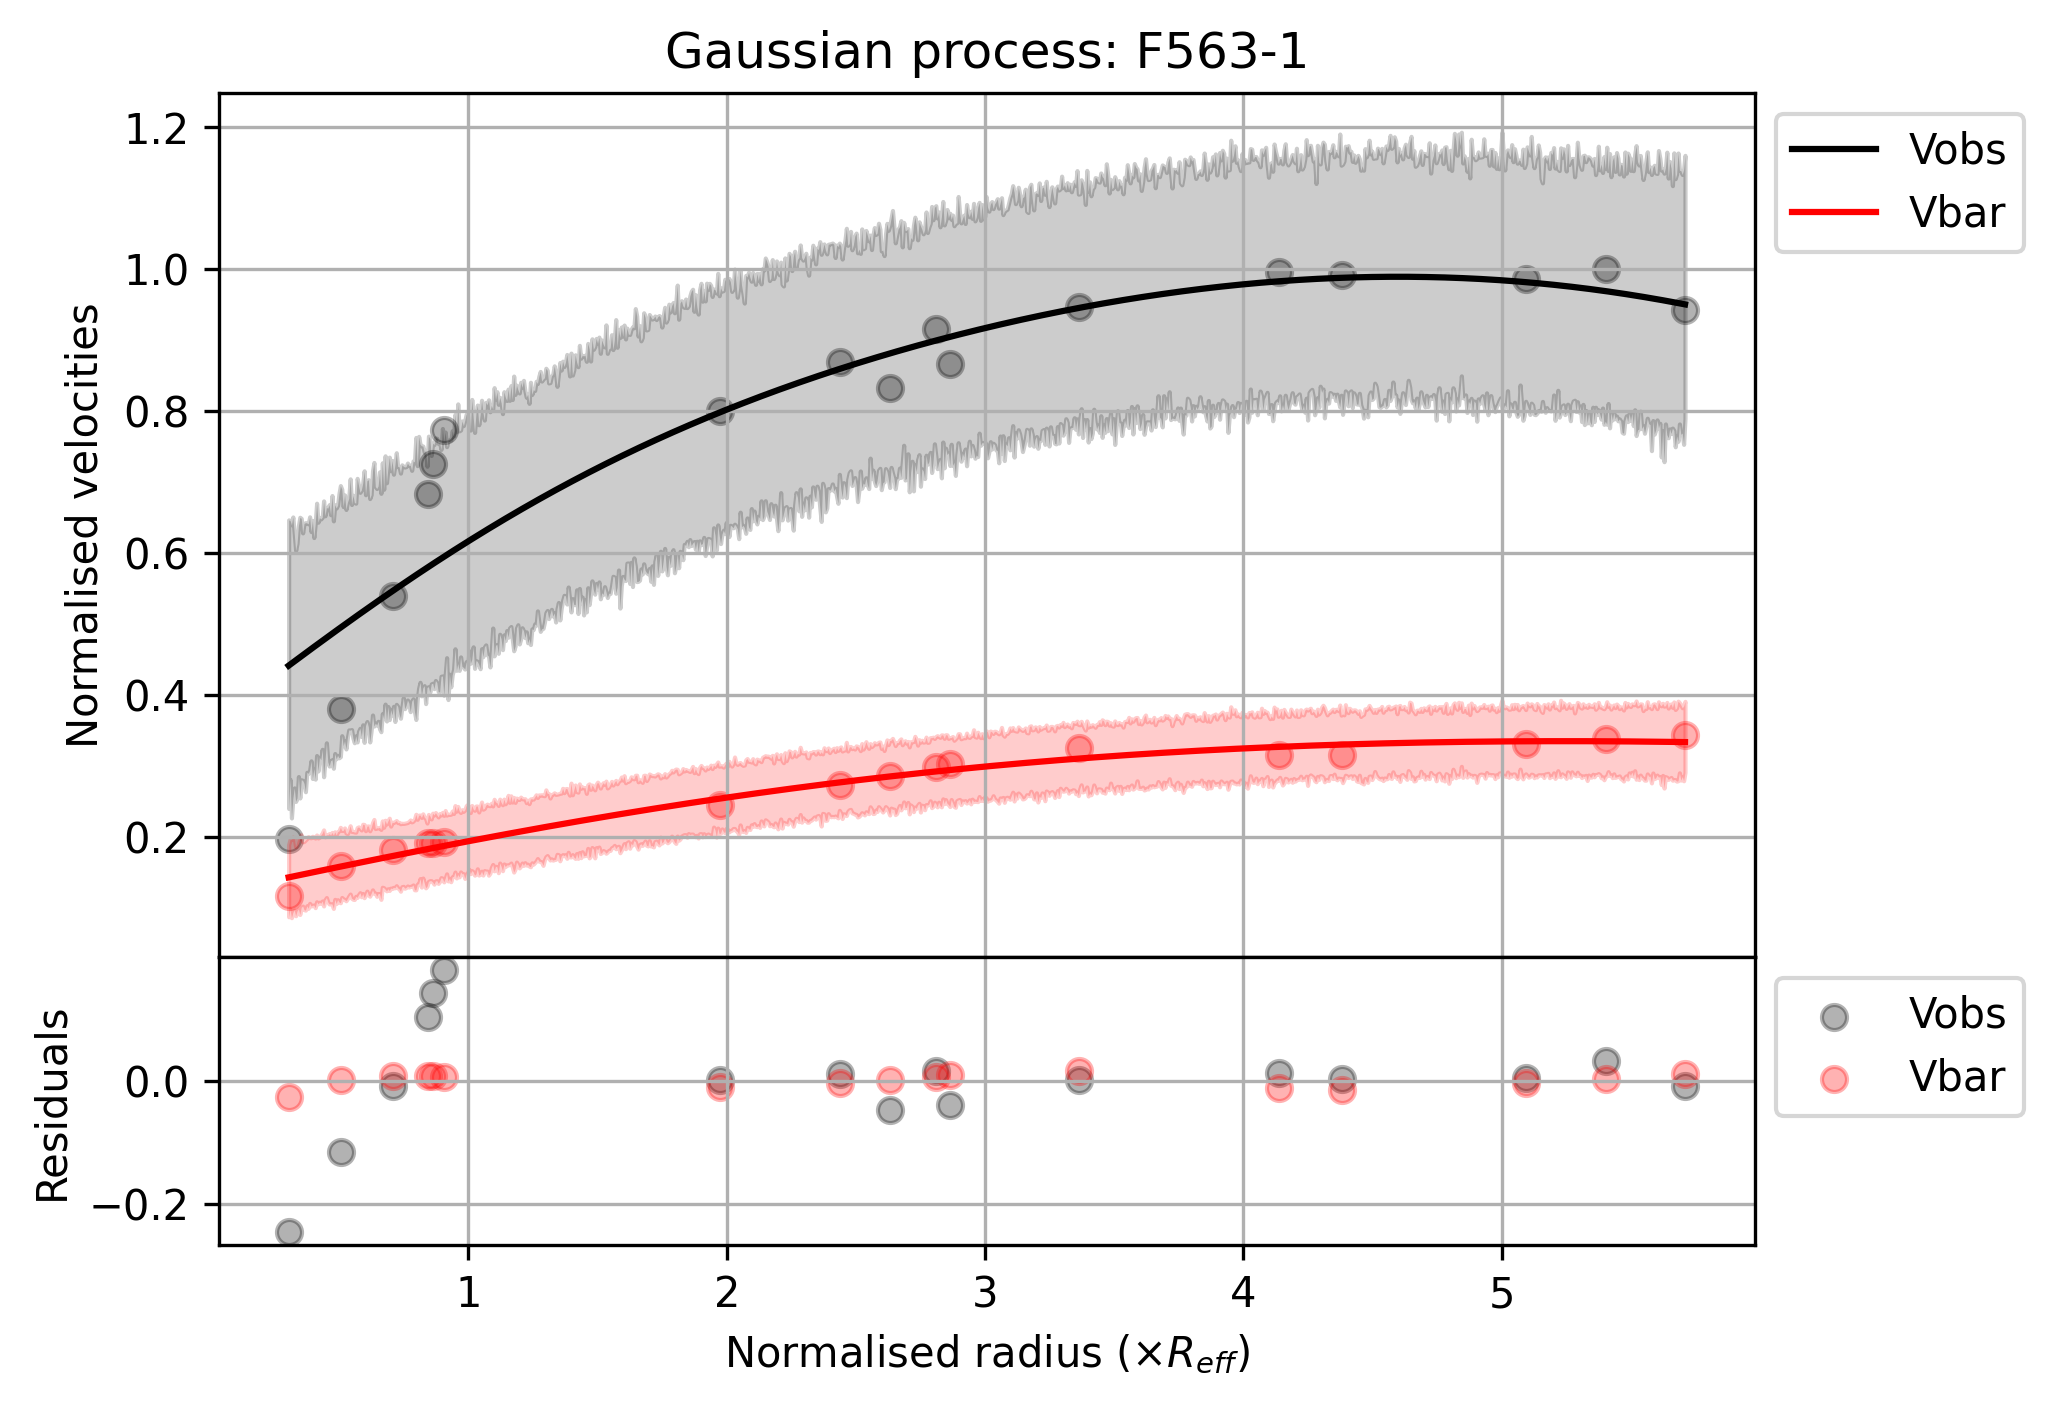 Gaussian process: F563-1
Normalised velocities
1.2
1.0
0.8
0.6
0.4
0.2
Vobs
Vbar
Residuals
0.0
−0.2
Vobs
Vbar
1 2 3 4 5
Normalised radius (×R_eff)